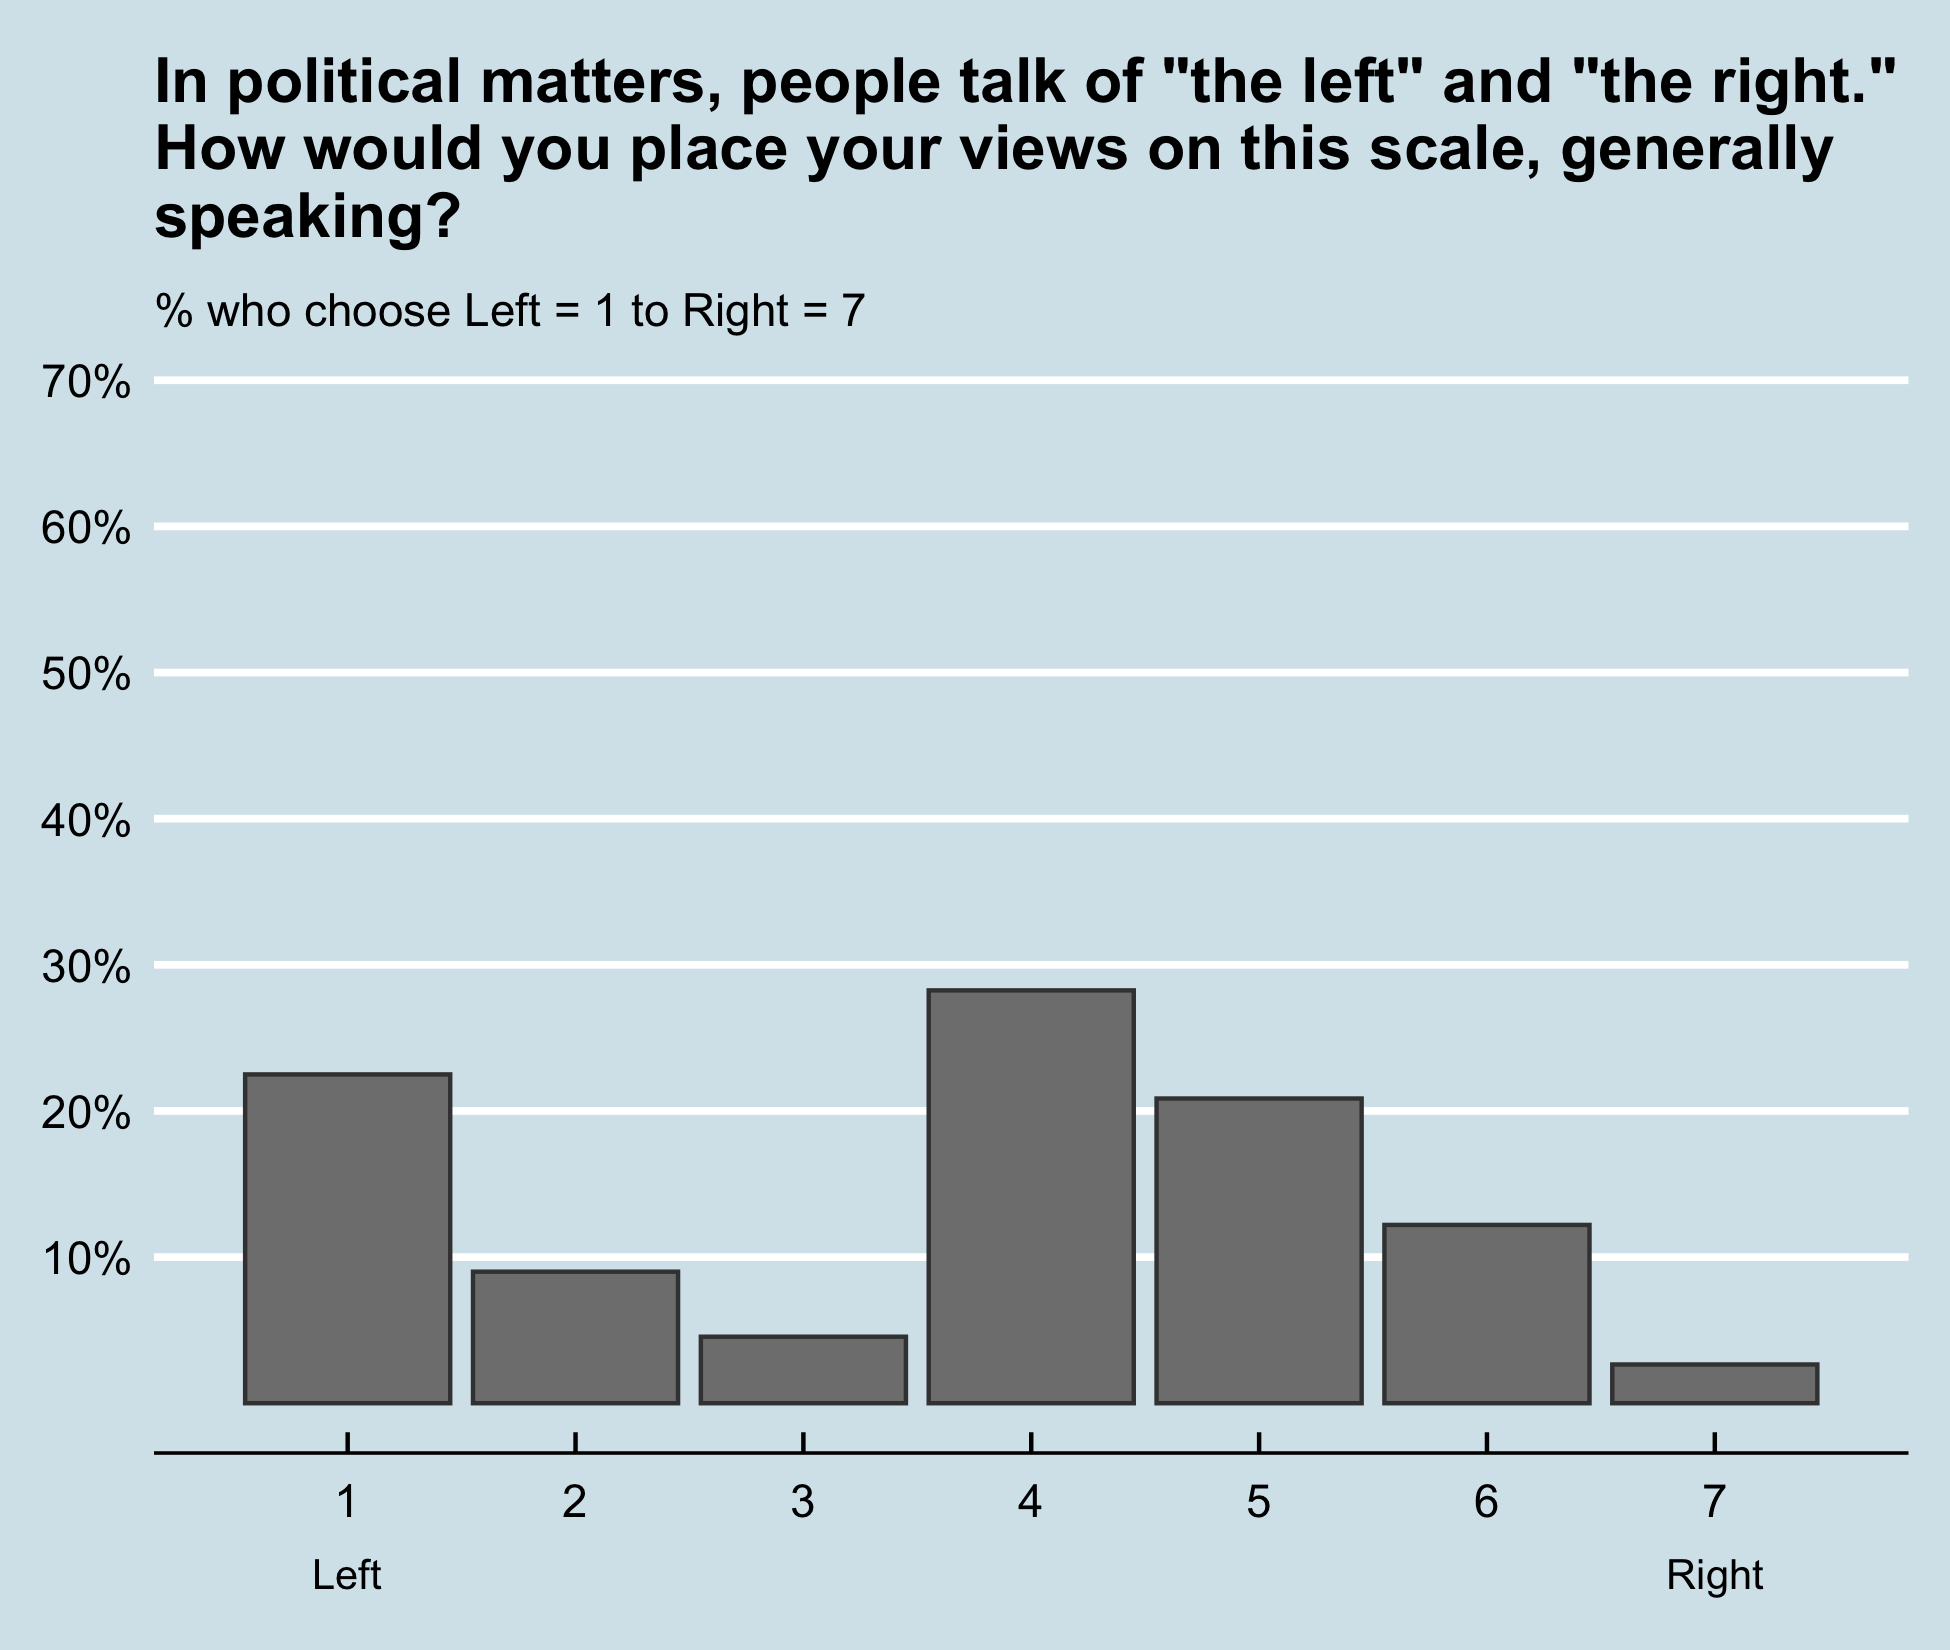 In political matters, people talk of "the left" and "the right."
How would you place your views on this scale, generally
speaking?
% who choose Left = 1 to Right = 7
70%
60%
50%
40%
30%
20%
10%
1 2 3 4 5 6 7
Left Right